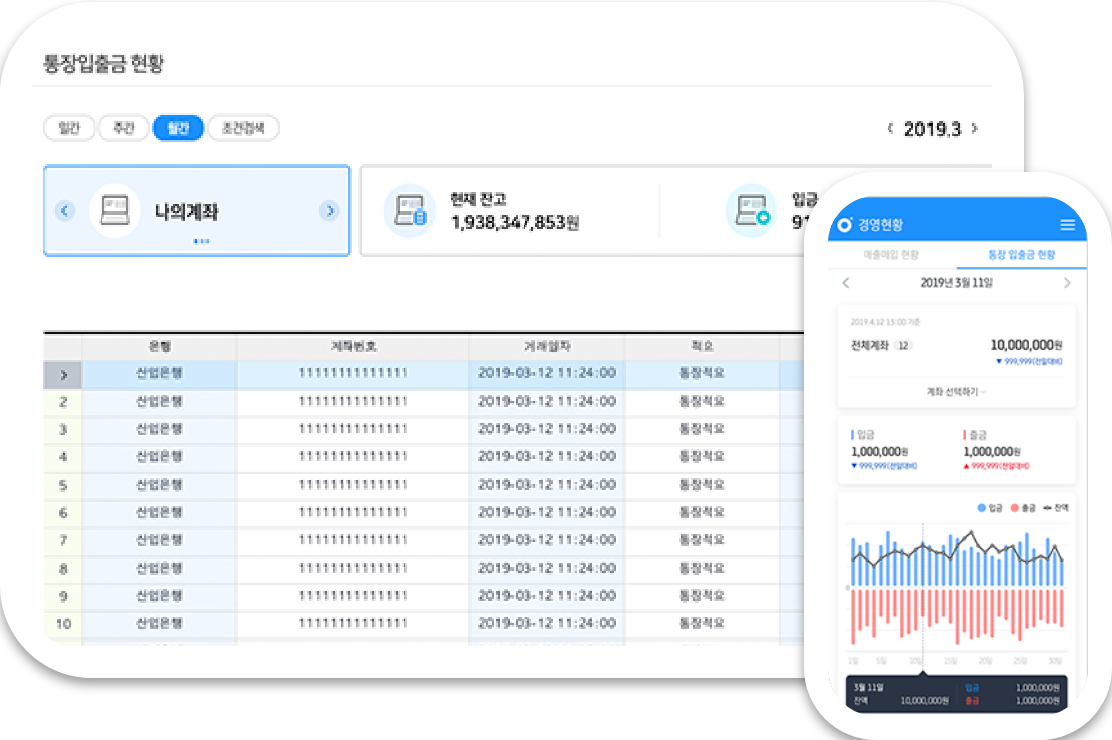 통장입출금 현황
일간 주간 월간 조건검색
2019.3
나의계좌
현재 잔고
1,938,347,853원
입금
91
은행 계좌번호 거래일자 적요
산업은행 11111111111111 2019-03-12 11:24:00 통장적요
2 산업은행 11111111111111 2019-03-12 11:24:00 통장적요
3 산업은행 11111111111111 2019-03-12 11:24:00 통장적요
4 산업은행 11111111111111 2019-03-12 11:24:00 통장적요
5 산업은행 11111111111111 2019-03-12 11:24:00 통장적요
6 산업은행 11111111111111 2019-03-12 11:24:00 통장적요
7 산업은행 11111111111111 2019-03-12 11:24:00 통장적요
8 산업은행 11111111111111 2019-03-12 11:24:00 통장적요
9 산업은행 11111111111111 2019-03-12 11:24:00 통장적요
10 산업은행 11111111111111 2019-03-12 11:24:00 통장적요
경영현황
매출매입 현황 통장 입출금 현황
2019년 3월 11일
2019.4.12 15:00 기준
전체계좌 12 10,000,000원
▼ 999,999(전일대비)
계좌 선택하기
입금 출금
1,000,000원 1,000,000원
▼ 999,999(전일대비) ▲ 999,999(전일대비)
입금 출금 잔액
0
1일 5일 10일 15일 20일 25일 30일
3월 11일 입금 1,000,000원
잔액 10,000,000원 출금 1,000,000원